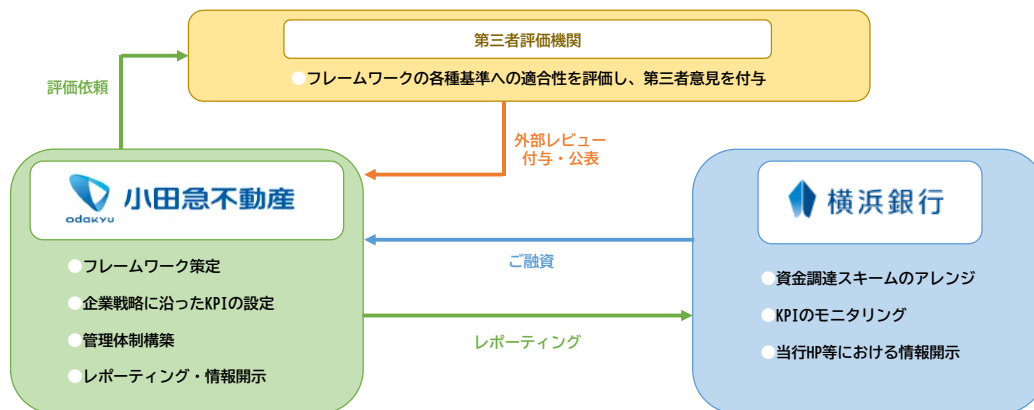 第三者評価機関
●フレームワークの各種基準への適合性を評価し、第三者意見を付与
評価依頼
外部レビュー
付与・公表
odakyu 小田急不動産
●フレームワーク策定
●企業戦略に沿ったKPIの設定
●管理体制構築
●レポーティング・情報開示
ご融資
レポーティング
横浜銀行
●資金調達スキームのアレンジ
●KPIのモニタリング
●当行HP等における情報開示